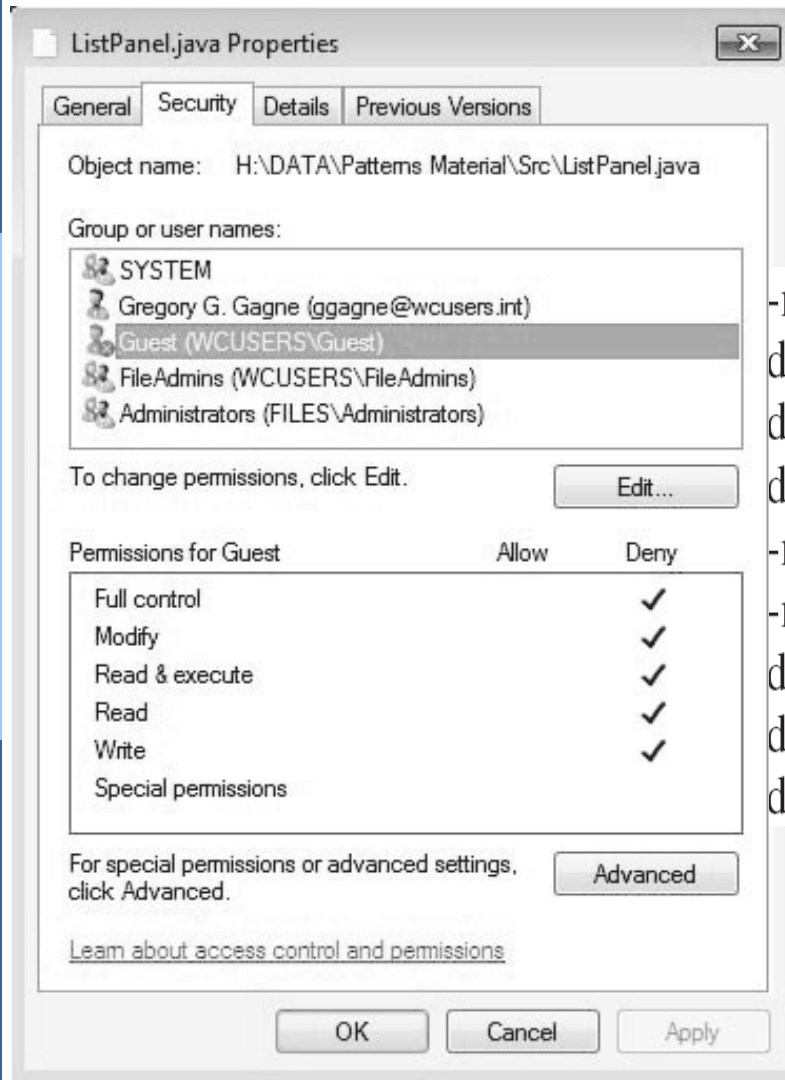 ListPanel.java Properties
General Security Details Previous Versions
Object name: H:\DATA\Patterns Material\Src\ListPanel.java
Group or user names:
SYSTEM
Gregory G. Gagne (ggagne@wcusers.int)
Guest (WCUSERS\Guest)
FileAdmins (WCUSERS\FileAdmins)
Administrators (FILES\Administrators)
To change permissions, click Edit.
Edit...
Permissions for Guest Allow Deny
Full control
Modify
Read & execute
Read
Write
Special permissions
For special permissions or advanced settings,
click Advanced.
Advanced
Learn about access control and permissions
OK Cancel Apply
d
d
d
d
d
d